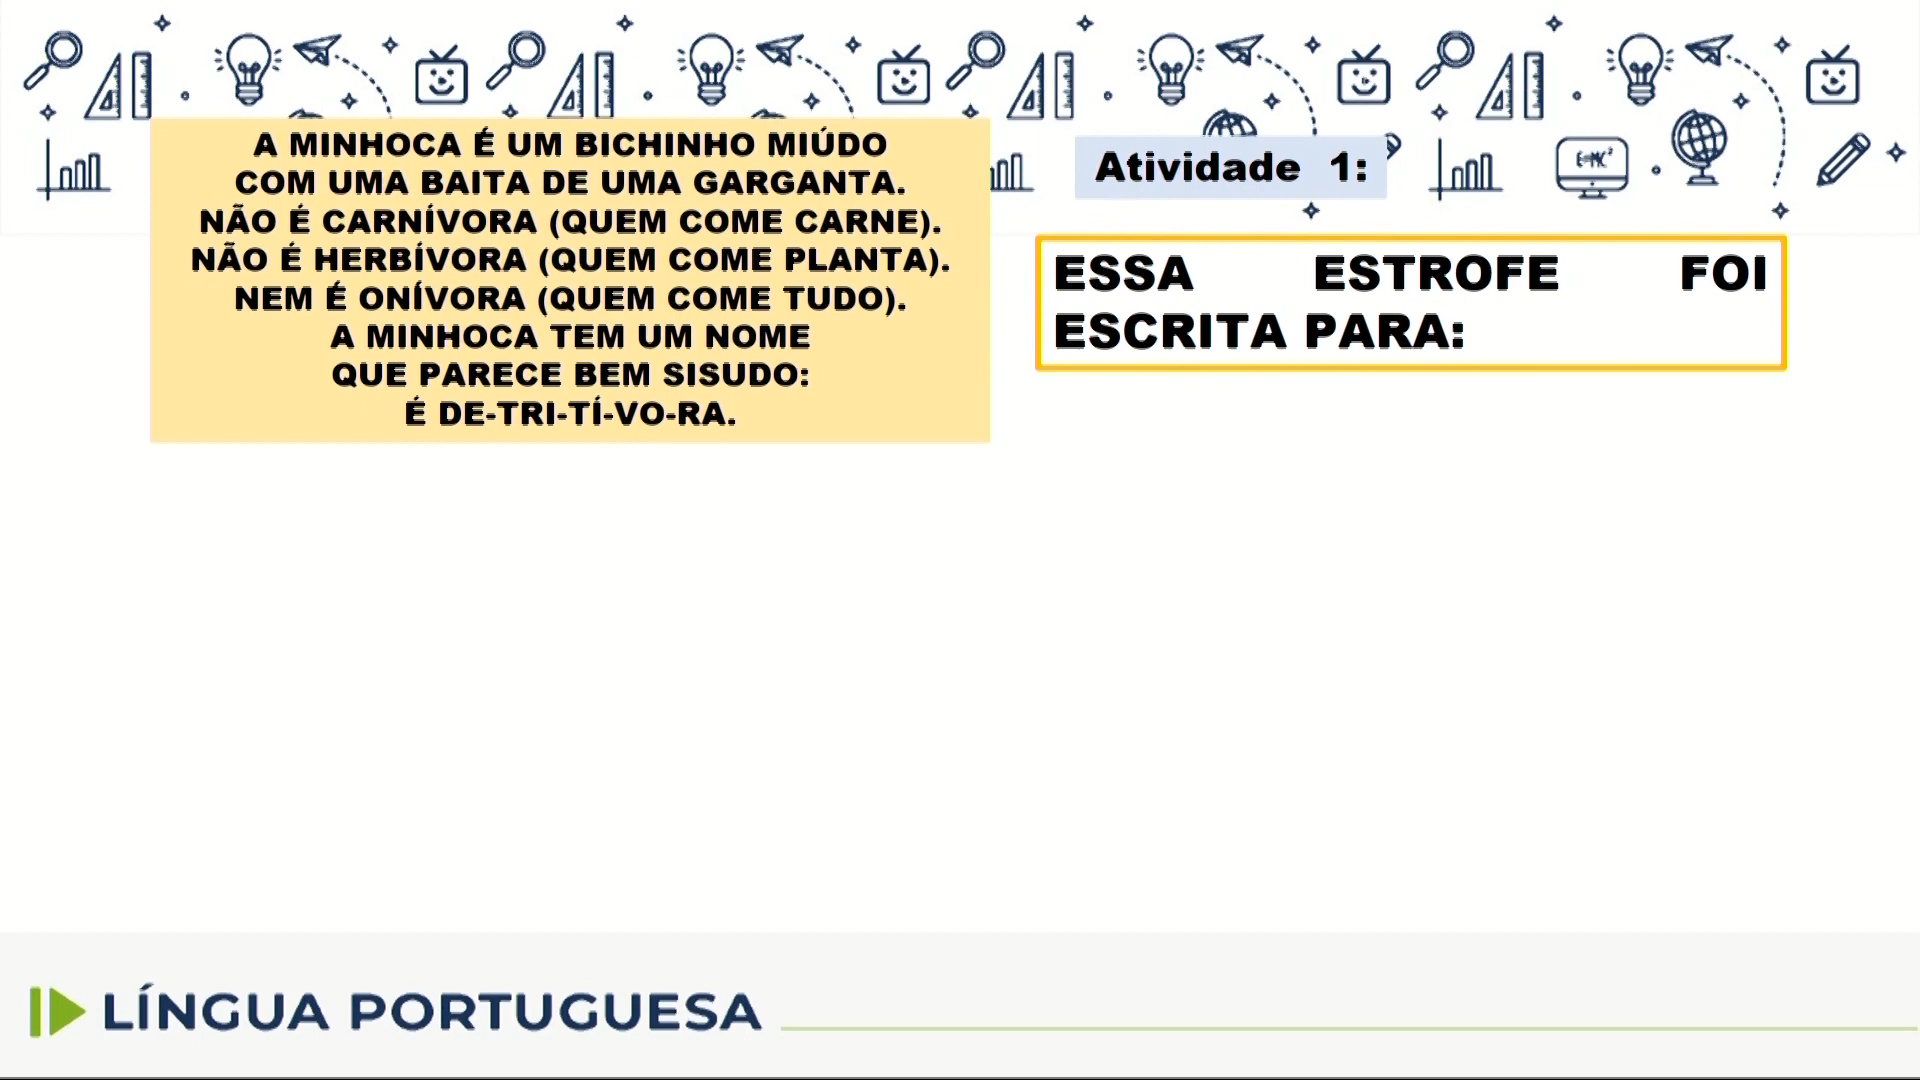 A MINHOCA É UM BICHINHO MIÚDO
COM UMA BAITA DE UMA GARGANTA.
NÃO É CARNÍVORA (QUEM COME CARNE).
NÃO É HERBÍVORA (QUEM COME PLANTA).
NEM É ONÍVORA (QUEM COME TUDO).
A MINHOCA TEM UM NOME
QUE PARECE BEM SISUDO:
É DE-TRI-TÍ-VO-RA.
Atividade 1:
E=MC²
ESSA ESTROFE FOI
ESCRITA PARA:
LÍNGUA PORTUGUESA